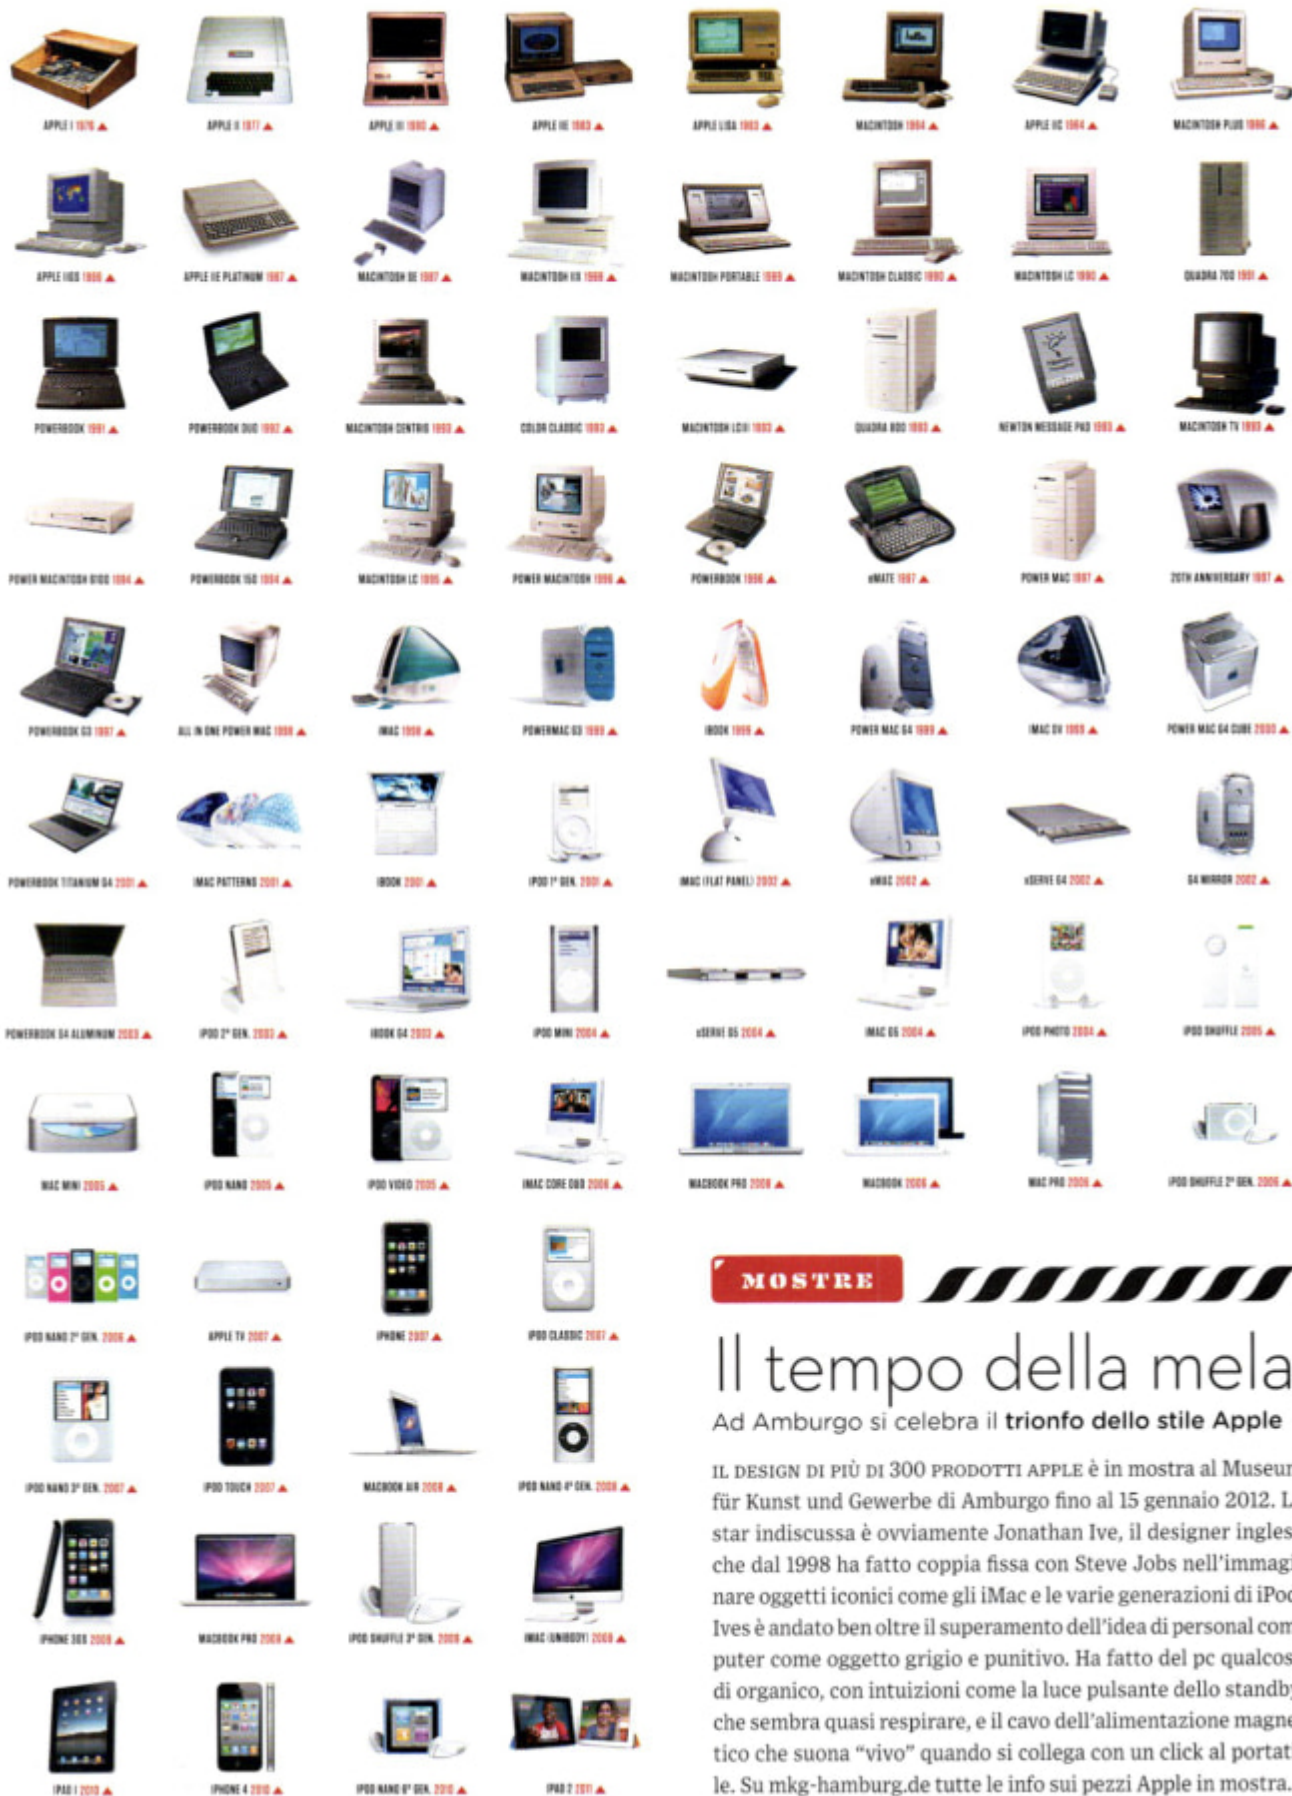 APPLE I 1976 APPLE II 1977 APPLE III 1980 APPLE IIE 1983 APPLE LISA 1983 MACINTOSH 1984 APPLE IIC 1984 MACINTOSH PLUS 1986
APPLE IIGS 1986 APPLE IIE PLATINUM 1987 MACINTOSH SE 1987 MACINTOSH IIX 1988 MACINTOSH PORTABLE 1989 MACINTOSH CLASSIC 1990 MACINTOSH LC 1990 QUADRA 700 1991
POWERBOOK 1991 POWERBOOK DUO 1992 MACINTOSH CENTRIS 1993 COLOR CLASSIC 1993 MACINTOSH LCIII 1993 QUADRA 800 1993 NEWTON MESSAGE PAD 1993 MACINTOSH TV 1993
POWER MACINTOSH 6100 1994 POWERBOOK 150 1994 MACINTOSH LC 1995 POWER MACINTOSH 1996 POWERBOOK 1996 eMATE 1997 POWER MAC 1997 20TH ANNIVERSARY 1997
POWERBOOK G3 1997 ALL IN ONE POWER MAC 1998 iMAC 1998 POWERMAC G3 1999 iBOOK 1999 POWER MAC G4 1999 iMAC DV 1999 POWER MAC G4 CUBE 2000
POWERBOOK TITANIUM G4 2001 iMAC PATTERNS 2001 iBOOK 2001 iPOD 1ª GEN. 2001 iMAC (FLAT PANEL) 2002 eMAC 2002 xSERVE G4 2002 G4 MIRROR 2002
POWERBOOK G4 ALUMINUM 2003 iPOD 2ª GEN. 2003 iBOOK G4 2003 iPOD MINI 2004 xSERVE G5 2004 iMAC G5 2004 iPOD PHOTO 2004 iPOD SHUFFLE 2005
MAC MINI 2005 iPOD NANO 2005 iPOD VIDEO 2005 iMAC CORE DUO 2006 MACBOOK PRO 2006 MACBOOK 2006 MAC PRO 2006 iPOD SHUFFLE 2ª GEN. 2006
iPOD NANO 2ª GEN. 2006 APPLE TV 2007 iPHONE 2007 iPOD CLASSIC 2007
iPOD NANO 3ª GEN. 2007 iPOD TOUCH 2007 MACBOOK AIR 2008 iPOD NANO 4ª GEN. 2008
iPHONE 3GS 2009 MACBOOK PRO 2009 iPOD SHUFFLE 3ª GEN. 2009 iMAC (UNIBODY) 2009
iPAD 1 2010 iPHONE 4 2010 iPOD NANO 6ª GEN. 2010 iPAD 2 2011
MOSTRE
Il tempo della mela
Ad Amburgo si celebra il trionfo dello stile Apple
IL DESIGN DI PIÙ DI 300 PRODOTTI APPLE è in mostra al Museum
für Kunst und Gewerbe di Amburgo fino al 15 gennaio 2012. L
star indiscussa è ovviamente Jonathan Ive, il designer ingles
che dal 1998 ha fatto coppia fissa con Steve Jobs nell'immagi
nare oggetti iconici come gli iMac e le varie generazioni di iPod
Ives è andato ben oltre il superamento dell'idea di personal com
puter come oggetto grigio e punitivo. Ha fatto del pc qualcos
di organico, con intuizioni come la luce pulsante dello standby
che sembra quasi respirare, e il cavo dell'alimentazione magne
tico che suona “vivo” quando si collega con un click al portati
le. Su mkg-hamburg.de tutte le info sui pezzi Apple in mostra.